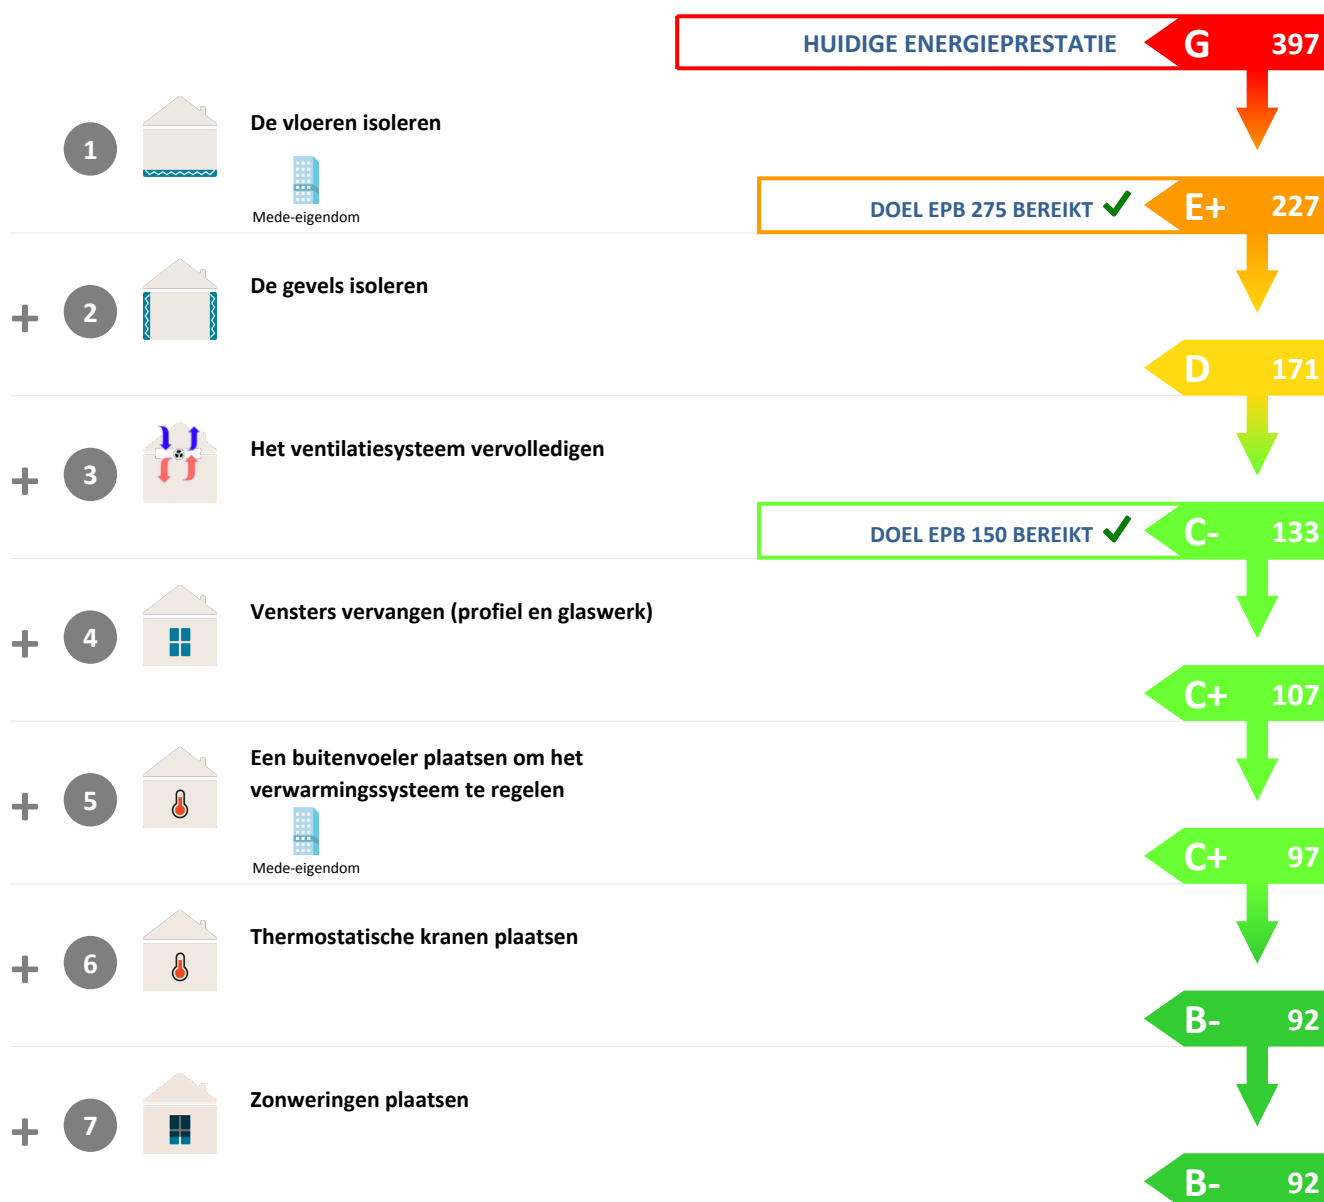 HUIDIGE ENERGIEPRESTATIE G 397
1 De vloeren isoleren
Mede-eigendom
DOEL EPB 275 BEREIKT E+ 227
+ 2 De gevels isoleren
D 171
+ 3 Het ventilatiesysteem vervolledigen
DOEL EPB 150 BEREIKT C- 133
+ 4 Vensters vervangen (profiel en glaswerk)
C+ 107
+ 5 Een buitenvoeler plaatsen om het
verwarmingssysteem te regelen
Mede-eigendom
C+ 97
+ 6 Thermostatische kranen plaatsen
B- 92
+ 7 Zonweringen plaatsen
B- 92